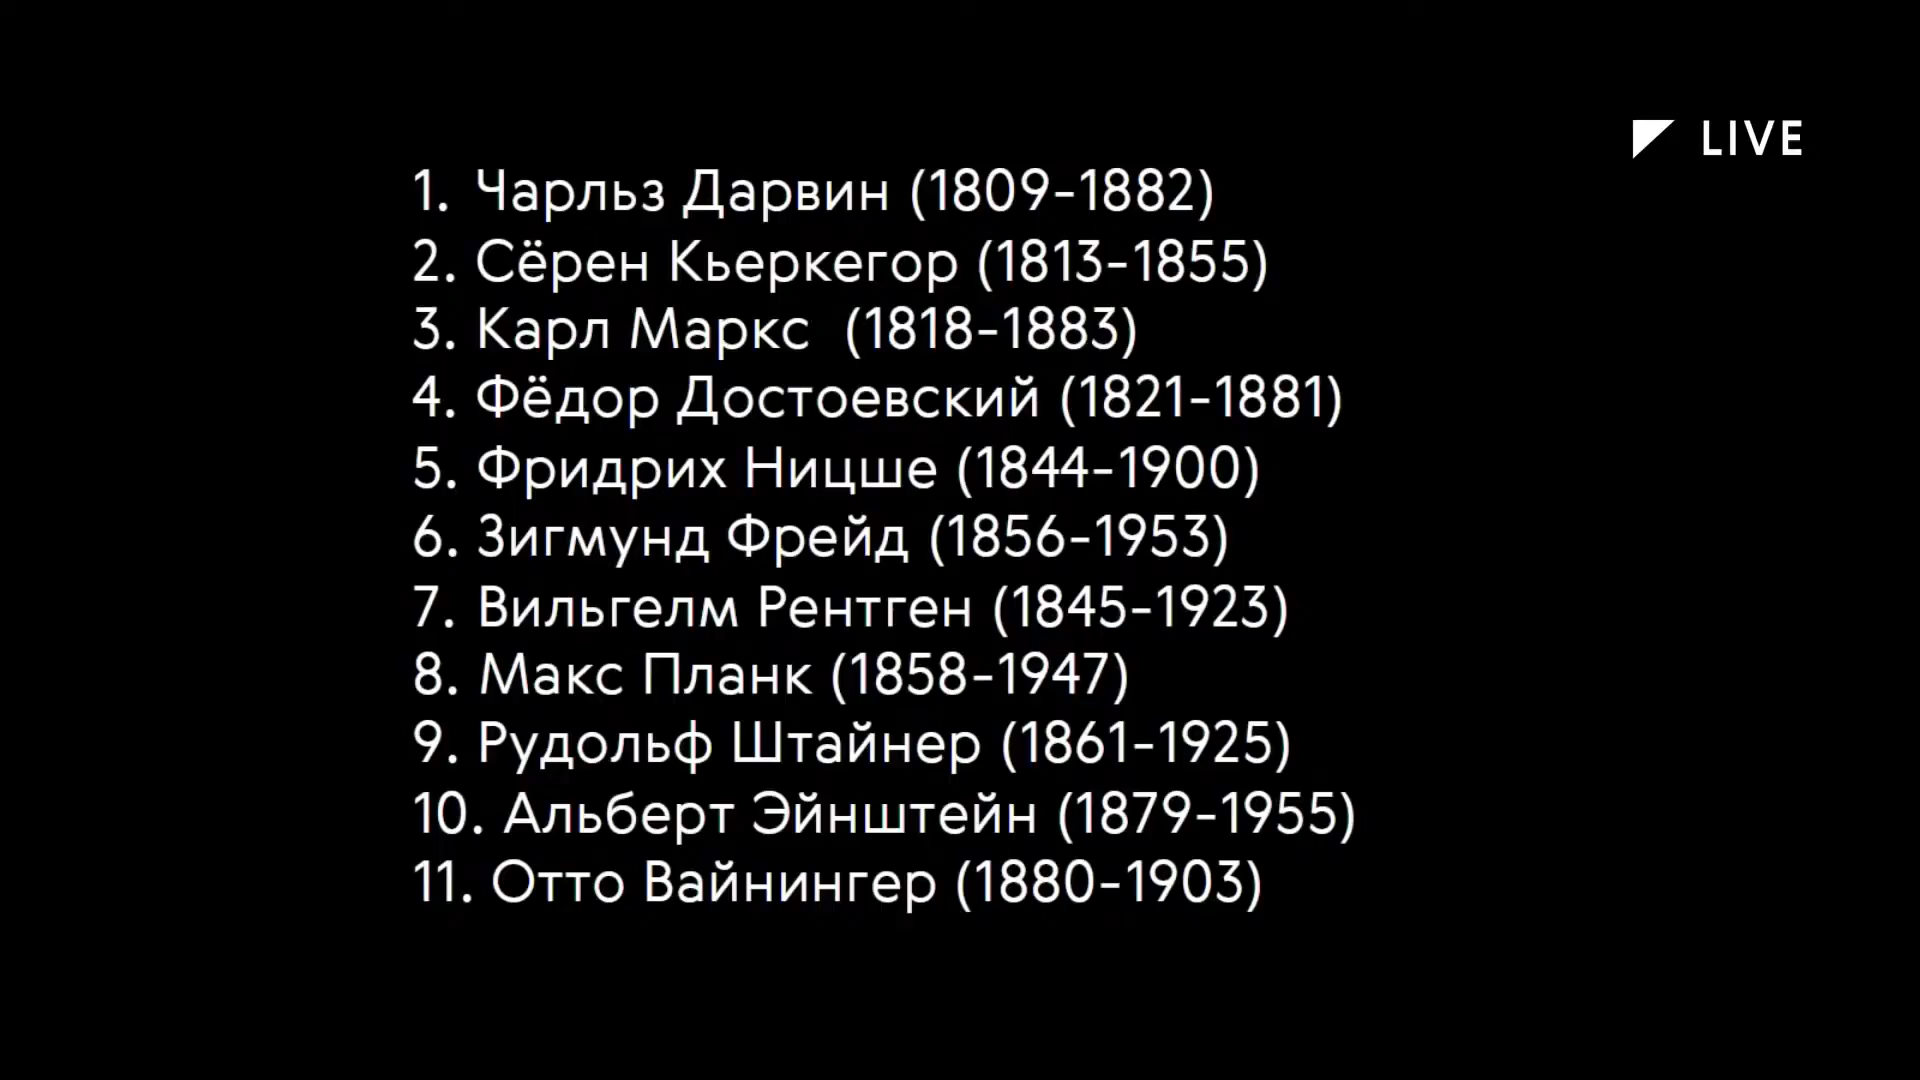 LIVE
1. Чарльз Дарвин (1809-1882)
2. Сёрен Кьеркегор (1813-1855)
3. Карл Маркс (1818-1883)
4. Фёдор Достоевский (1821-1881)
5. Фридрих Ницше (1844-1900)
6. Зигмунд Фрейд (1856-1953)
7. Вильгелм Рентген (1845-1923)
8. Макс Планк (1858-1947)
9. Рудольф Штайнер (1861-1925)
10. Альберт Эйнштейн (1879-1955)
11. Отто Вайнингер (1880-1903)